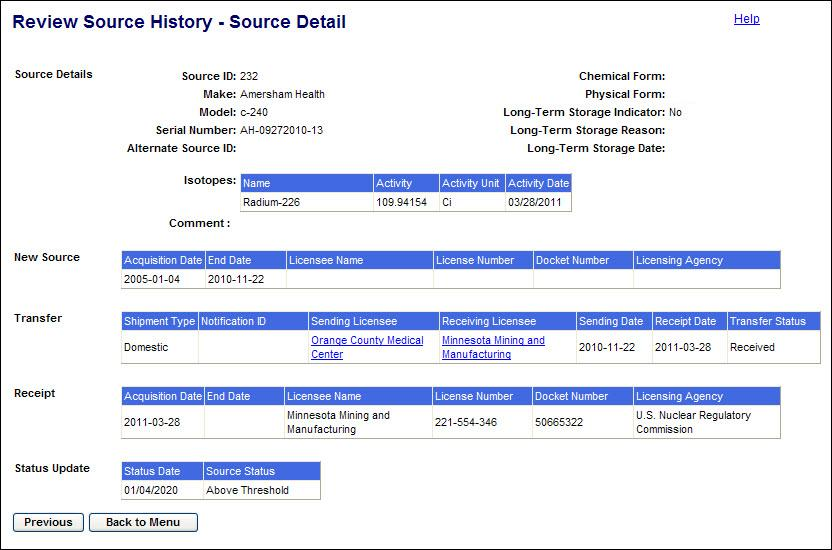 Review Source History - Source Detail
Help
Source Details
Source ID: 232
Make: Amersham Health
Model: c-240
Serial Number: AH-09272010-13
Alternate Source ID:
Chemical Form:
Physical Form:
Long-Term Storage Indicator: No
Long-Term Storage Reason:
Long-Term Storage Date:
Isotopes: Name Activity Activity Unit Activity Date
Radium-226 109.94154 Ci 03/28/2011
Comment :
New Source
Acquisition Date End Date Licensee Name License Number Docket Number Licensing Agency
2005-01-04 2010-11-22
Transfer
Shipment Type Notification ID Sending Licensee Receiving Licensee Sending Date Receipt Date Transfer Status
Domestic Orange County Medical Center Minnesota Mining and Manufacturing 2010-11-22 2011-03-28 Received
Receipt
Acquisition Date End Date Licensee Name License Number Docket Number Licensing Agency
2011-03-28 Minnesota Mining and Manufacturing 221-554-346 50665322 U.S. Nuclear Regulatory Commission
Status Update
Status Date Source Status
01/04/2020 Above Threshold
Previous Back to Menu